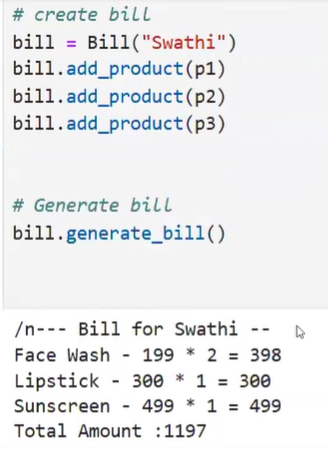 # create bill
bill = Bill("Swathi")
bill.add_product(p1)
bill.add_product(p2)
bill.add_product(p3)
# Generate bill
bill.generate_bill()
/n--- Bill for Swathi --
Face Wash - 199 * 2 = 398
Lipstick - 300 * 1 = 300
Sunscreen - 499 * 1 = 499
Total Amount :1197